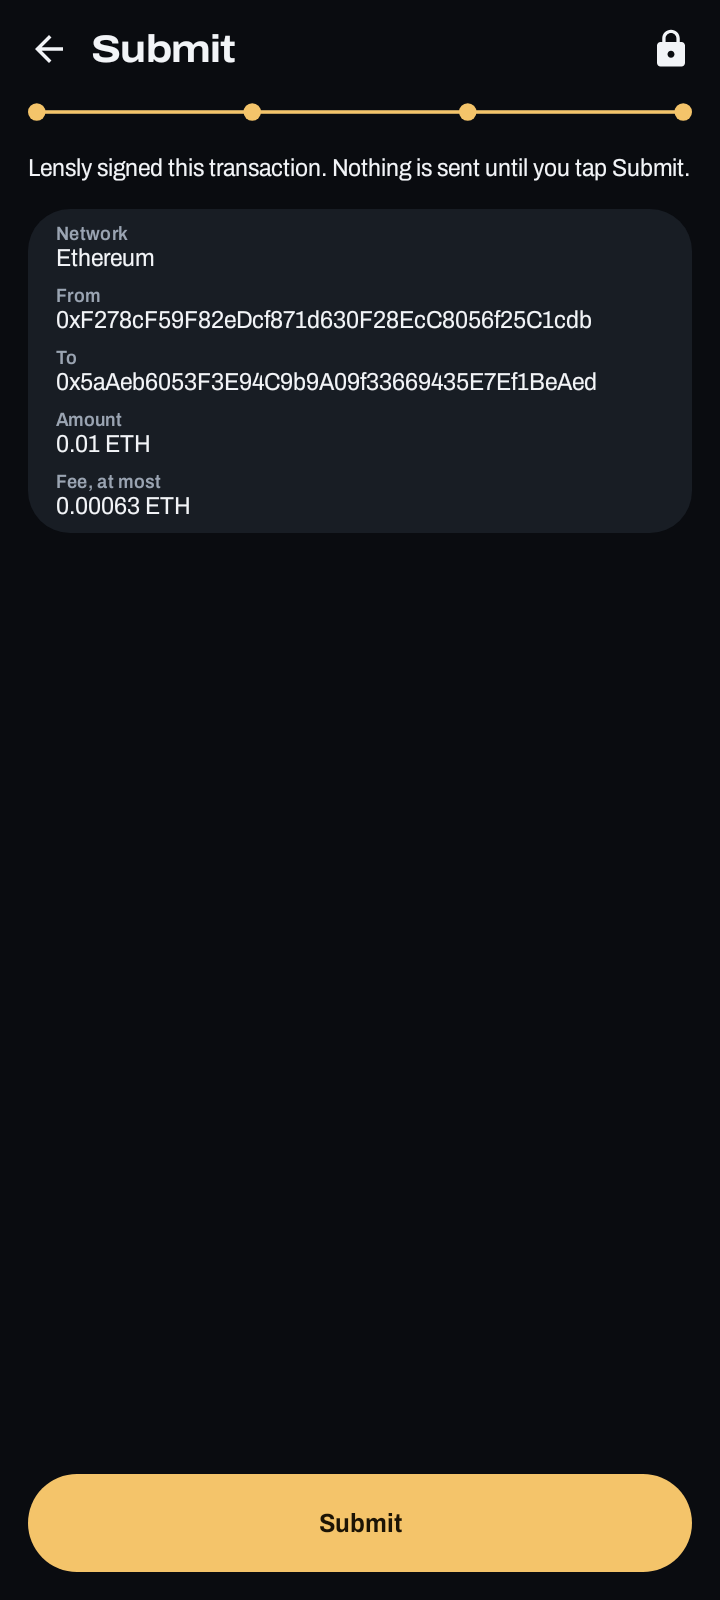 Submit
Lensly signed this transaction. Nothing is sent until you tap Submit.
Network
Ethereum
From
0xF278cF59F82eDcf871d630F28EcC8056f25C1cdb
To
0x5aAeb6053F3E94C9b9A09f33669435E7Ef1BeAed
Amount
0.01 ETH
Fee, at most
0.00063 ETH
Submit